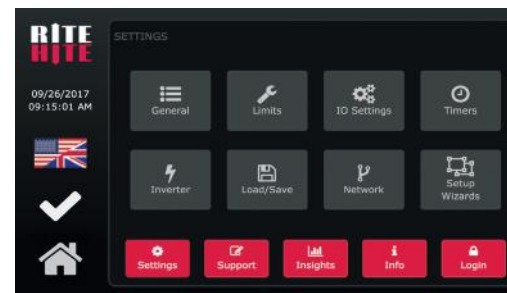 RITE
HITE
SETTINGS
09/26/2017
09:15:01 AM
General
Limits
IO Settings
Timers
Inverter
Load/Save
Network
Setup
Wizards
Settings
Support
Insights
Info
Login